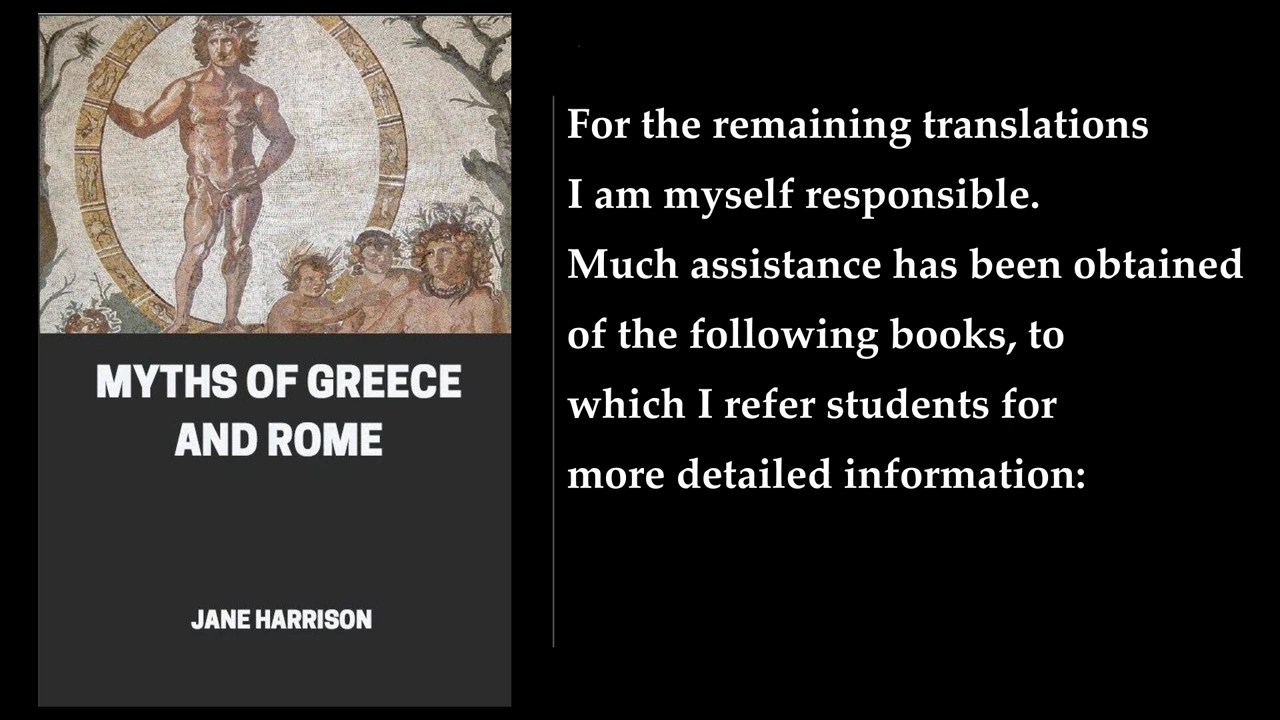 MYTHS OF GREECE
AND ROME
JANE HARRISON
For the remaining translations
I am myself responsible.
Much assistance has been obtained
of the following books, to
which I refer students for
more detailed information: